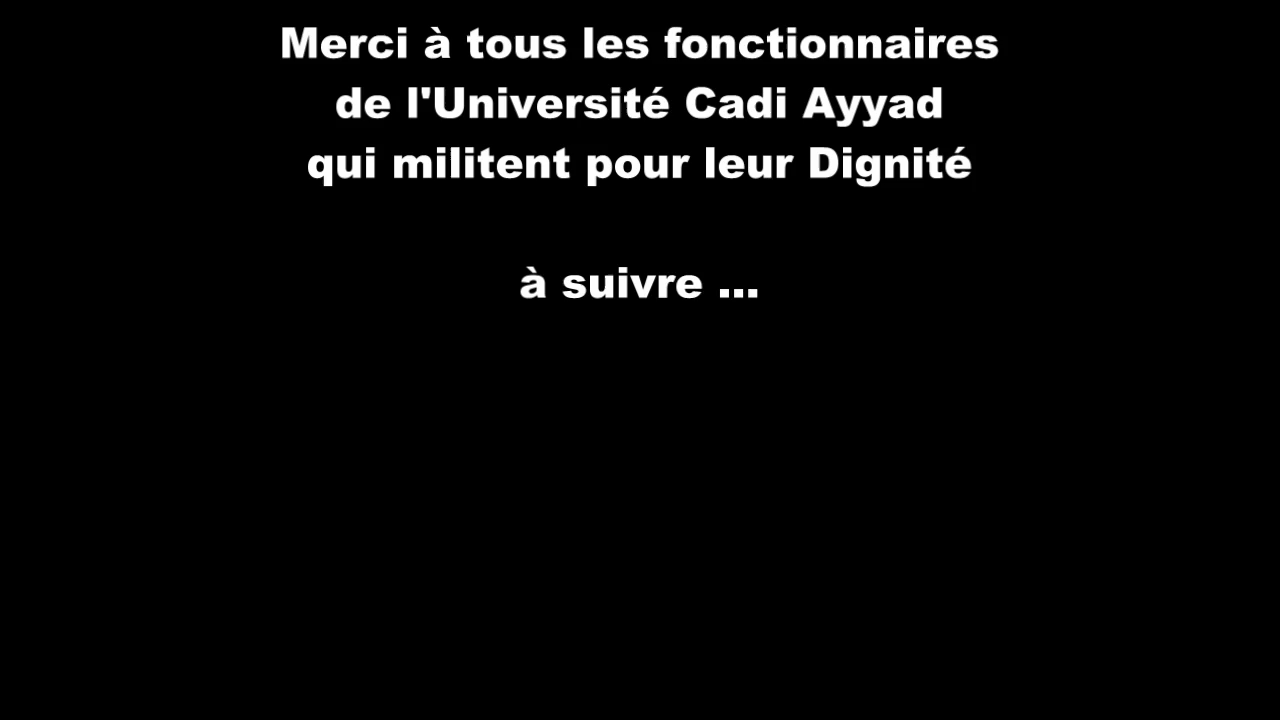 Merci à tous les fonctionnaires
de l'Université Cadi Ayyad
qui militent pour leur Dignité
à suivre ...